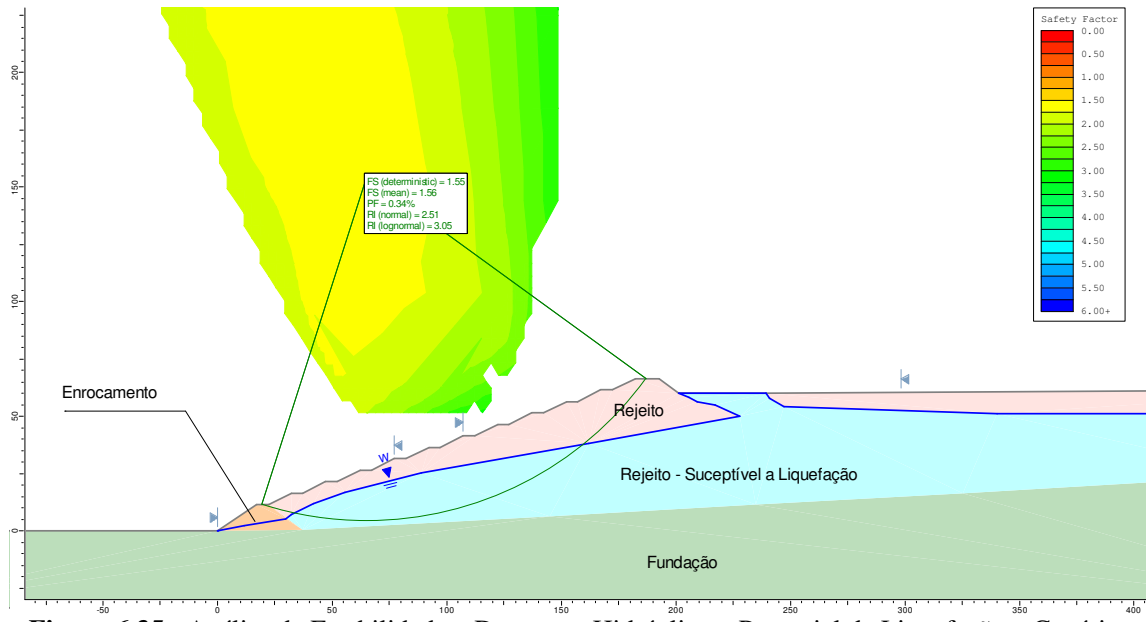 Safety Factor
0.00
0.50
1.00
1.50
2.00
2.50
3.00
3.50
4.00
4.50
5.00
5.50
6.00+
200
150
100
50
0
FS (deterministic) = 1.55
FS (mean) = 1.56
PF = 0.34%
RI (normal) = 2.51
RI (lognormal) = 3.05
Enrocamento
Rejeito
W
Rejeito - Suceptível a Liquefação
Fundação
-50 0 50 100 150 200 250 300 350 400